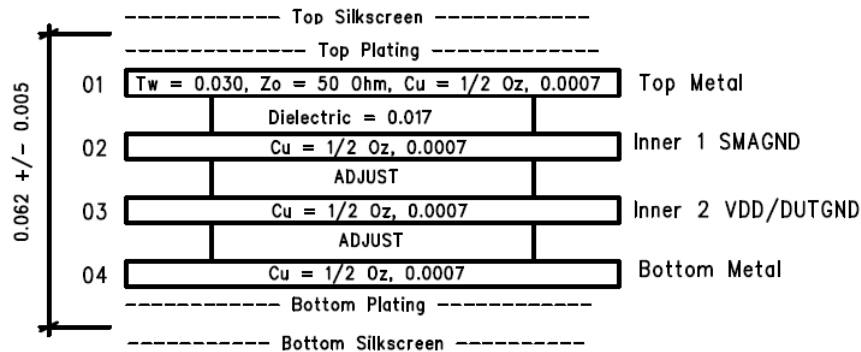 Top Silkscreen
Top Plating
01 Tw = 0.030, Zo = 50 Ohm, Cu = 1/2 Oz, 0.0007 Top Metal
Dielectric = 0.017
02 Cu = 1/2 Oz, 0.0007 Inner 1 SMAGND
ADJUST
03 Cu = 1/2 Oz, 0.0007 Inner 2 VDD/DUTGND
ADJUST
04 Cu = 1/2 Oz, 0.0007 Bottom Metal
Bottom Plating
Bottom Silkscreen
0.062 +/- 0.005